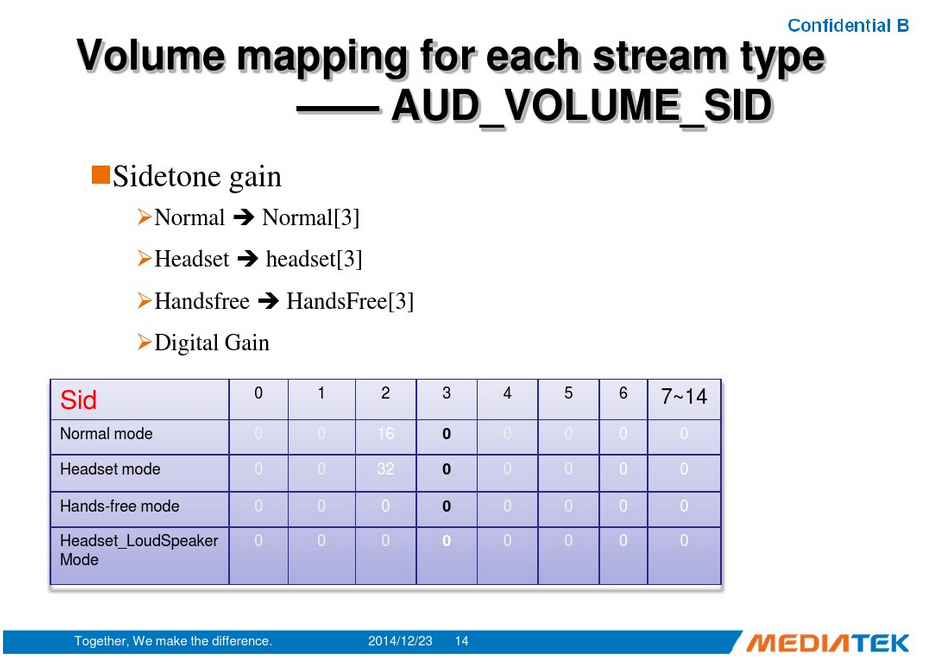 Confidential B
Volume mapping for each stream type
—— AUD_VOLUME_SID
Sidetone gain
Normal ➔ Normal[3]
Headset ➔ headset[3]
Handsfree ➔ HandsFree[3]
Digital Gain
Sid 0 1 2 3 4 5 6 7~14
Normal mode 0 0 16 0 0 0 0 0
Headset mode 0 0 32 0 0 0 0 0
Hands-free mode 0 0 0 0 0 0 0 0
Headset_LoudSpeaker 0 0 0 0 0 0 0 0
Mode
Together, We make the difference. 2014/12/23 14 MEDIATEK